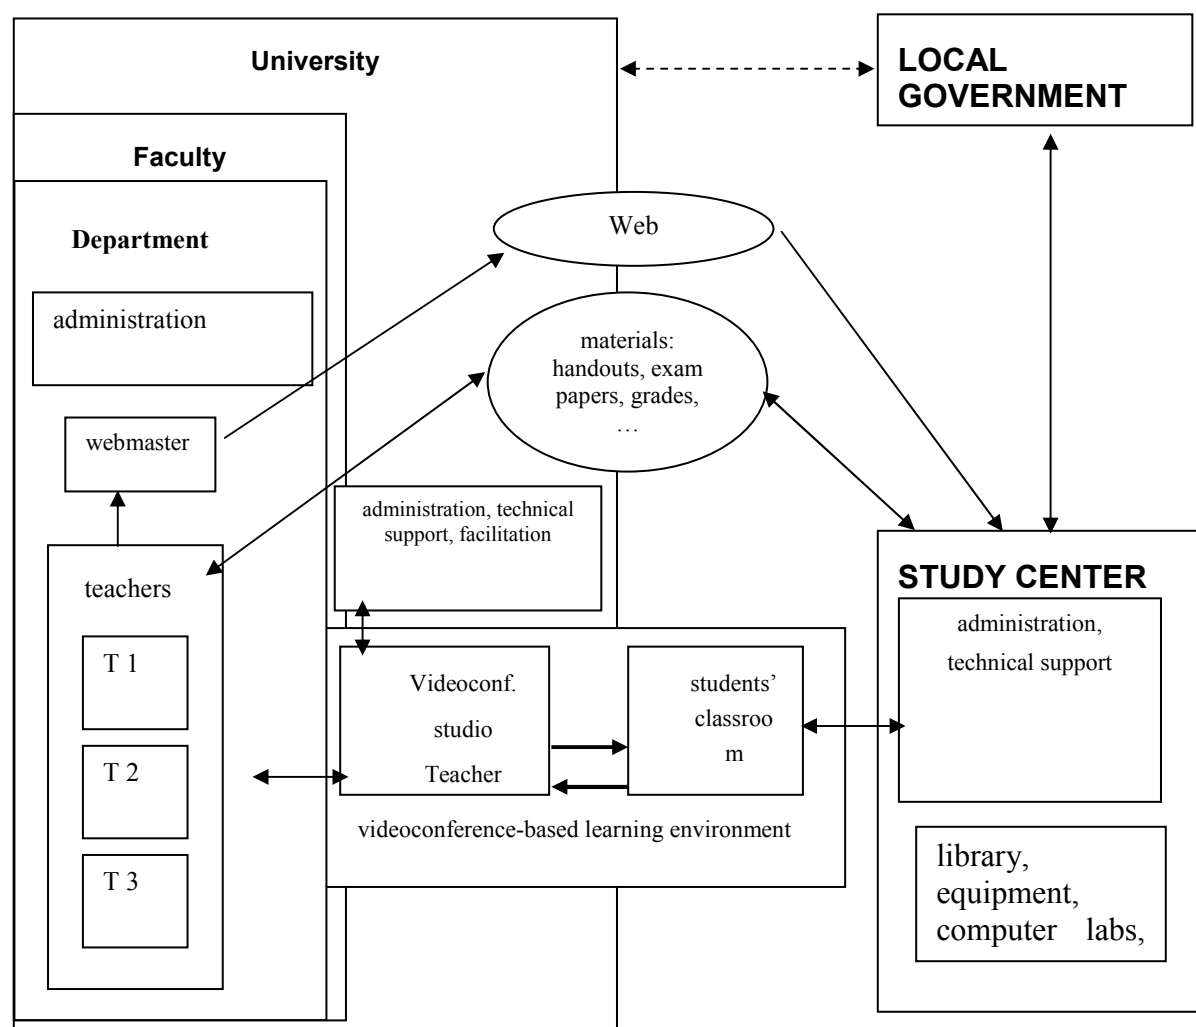 University
LOCAL
GOVERNMENT
Faculty
Department
Web
administration
materials:
handouts, exam
papers, grades,
…
webmaster
administration, technical
support, facilitation
teachers
STUDY CENTER
administration,
technical support
T 1
T 2
T 3
Videoconf.
studio
Teacher
students’
classroo
m
videoconference-based learning environment
library,
equipment,
computer labs,